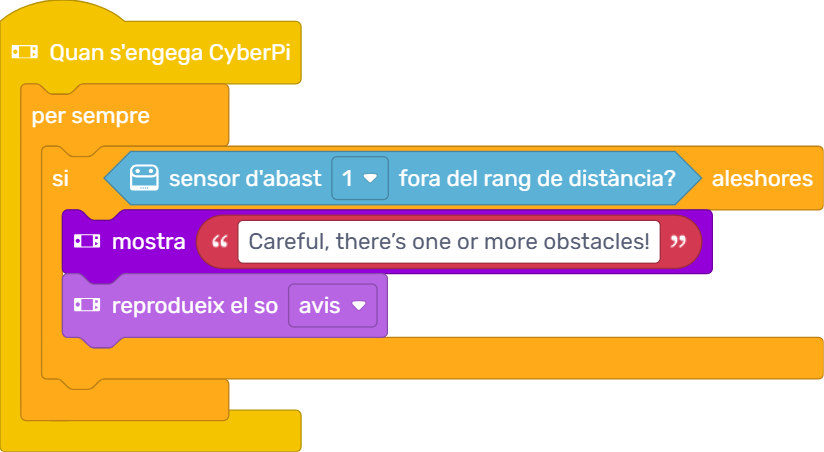 Quan s'engega CyberPi
per sempre
si sensor d'abast 1 fora del rang de distància? aleshores
mostra “ Careful, there’s one or more obstacles! ”
reprodueix el so avis